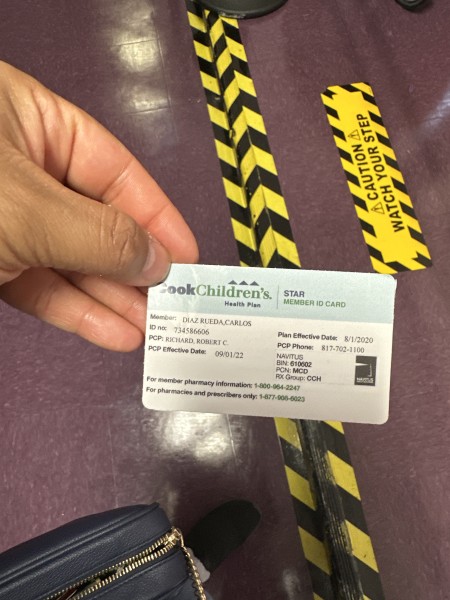 CAUTION
WATCH YOUR STEP
CookChildren's.
Health Plan
STAR
MEMBER ID CARD
Member: DIAZ RUEDA,CARLOS
ID no: 734586606
PCP: RICHARD, ROBERT C.
PCP Effective Date: 09/01/22
Plan Effective Date: 8/1/2020
PCP Phone: 817-702-1100
NAVITUS
BIN: 610602
PCN: MCD
RX Group: CCH
NAVITUS
For member pharmacy information: 1-800-964-2247
For pharmacies and prescribers only: 1-877-908-6023